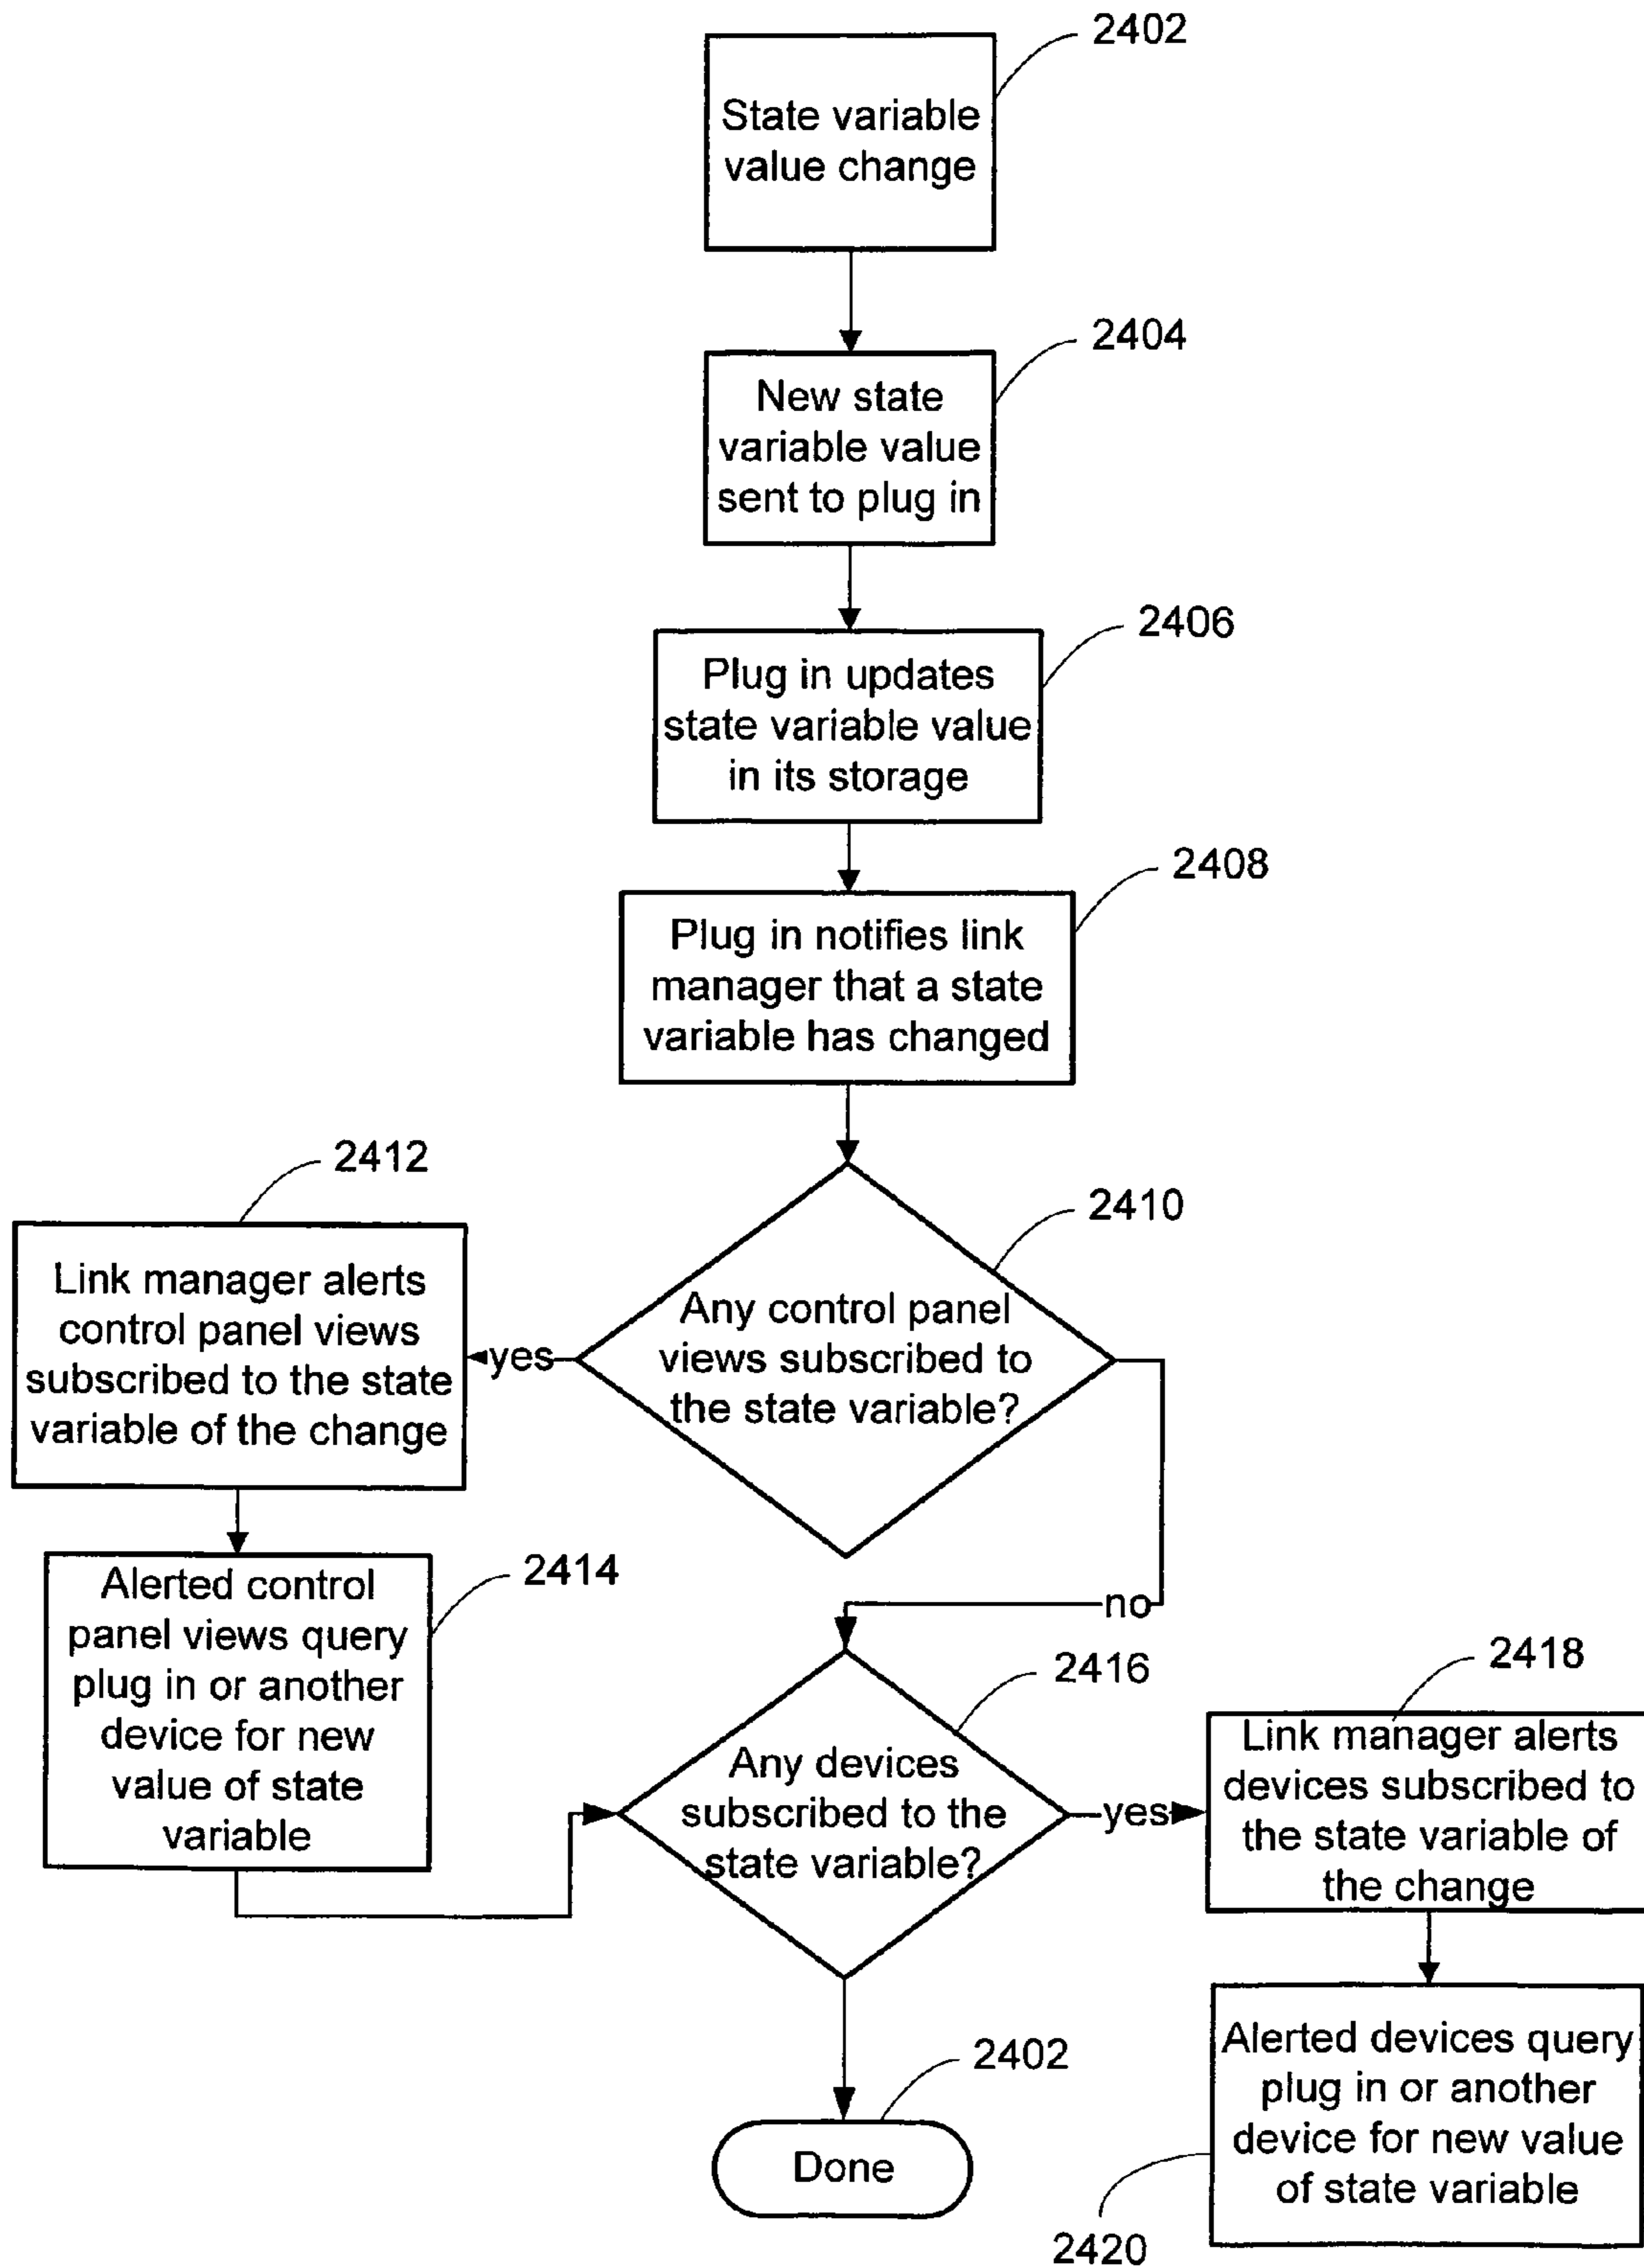 2402
State variable
value change
2404
New state
variable value
sent to plug in
2406
Plug in updates
state variable value
in its storage
2408
Plug in notifies link
manager that a state
variable has changed
2410
Any control panel
views subscribed to
the state variable?
yes
no
2412
Link manager alerts
control panel views
subscribed to the state
variable of the change
2414
Alerted control
panel views query
plug in or another
device for new
value of state
variable
2416
Any devices
subscribed to the
state variable?
yes
2418
Link manager alerts
devices subscribed to
the state variable of
the change
2420
Alerted devices query
plug in or another
device for new value
of state variable
2402
Done